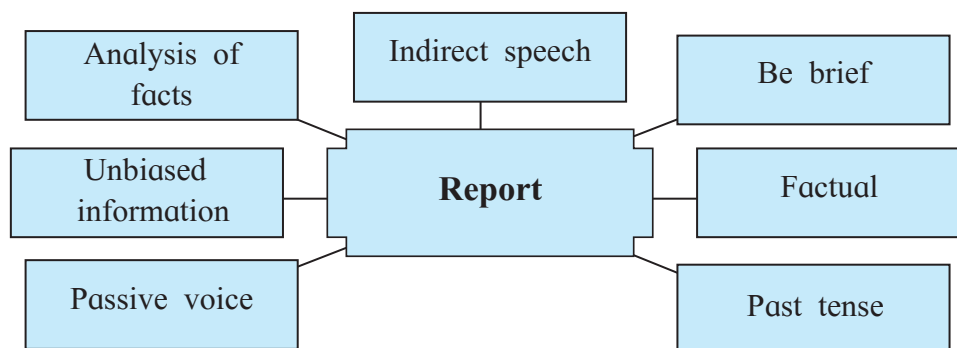 Analysis of
facts
Indirect speech
Be brief
Unbiased
information
Report
Factual
Passive voice
Past tense